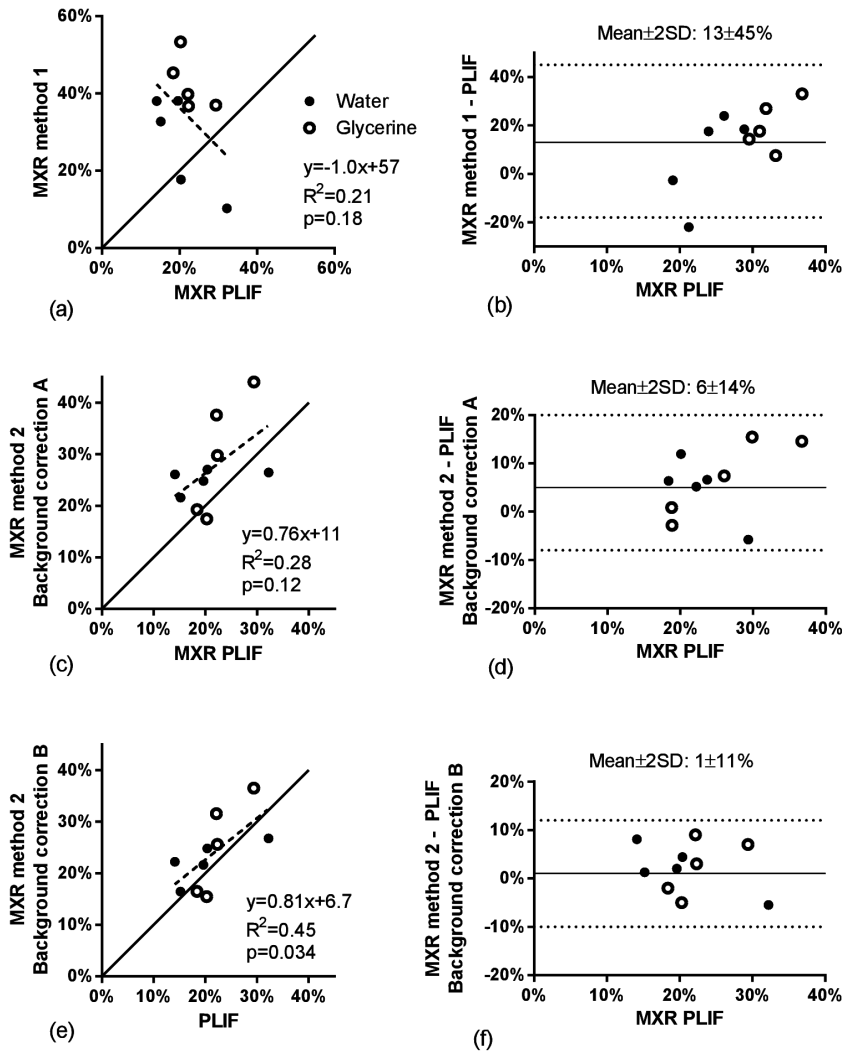 MXR method 1
60%
40%
20%
0%
0%
20%
40%
60%
MXR PLIF
Water
Glycerine
y=-1.0x+57
R²=0.21
p=0.18
(a)
Mean±2SD: 13±45%
MXR method 1 - PLIF
40%
20%
0%
-20%
0%
10%
20%
30%
40%
MXR PLIF
(b)
MXR method 2
Background correction A
40%
30%
20%
10%
0%
0%
10%
20%
30%
40%
MXR PLIF
y=0.76x+11
R²=0.28
p=0.12
(c)
Mean±2SD: 6±14%
MXR method 2 - PLIF
Background correction A
20%
10%
0%
-10%
-20%
0%
10%
20%
30%
40%
MXR PLIF
(d)
MXR method 2
Background correction B
40%
30%
20%
10%
0%
0%
10%
20%
30%
40%
PLIF
y=0.81x+6.7
R²=0.45
p=0.034
(e)
Mean±2SD: 1±11%
MXR method 2 - PLIF
Background correction B
20%
10%
0%
-10%
-20%
0%
10%
20%
30%
40%
MXR PLIF
(f)